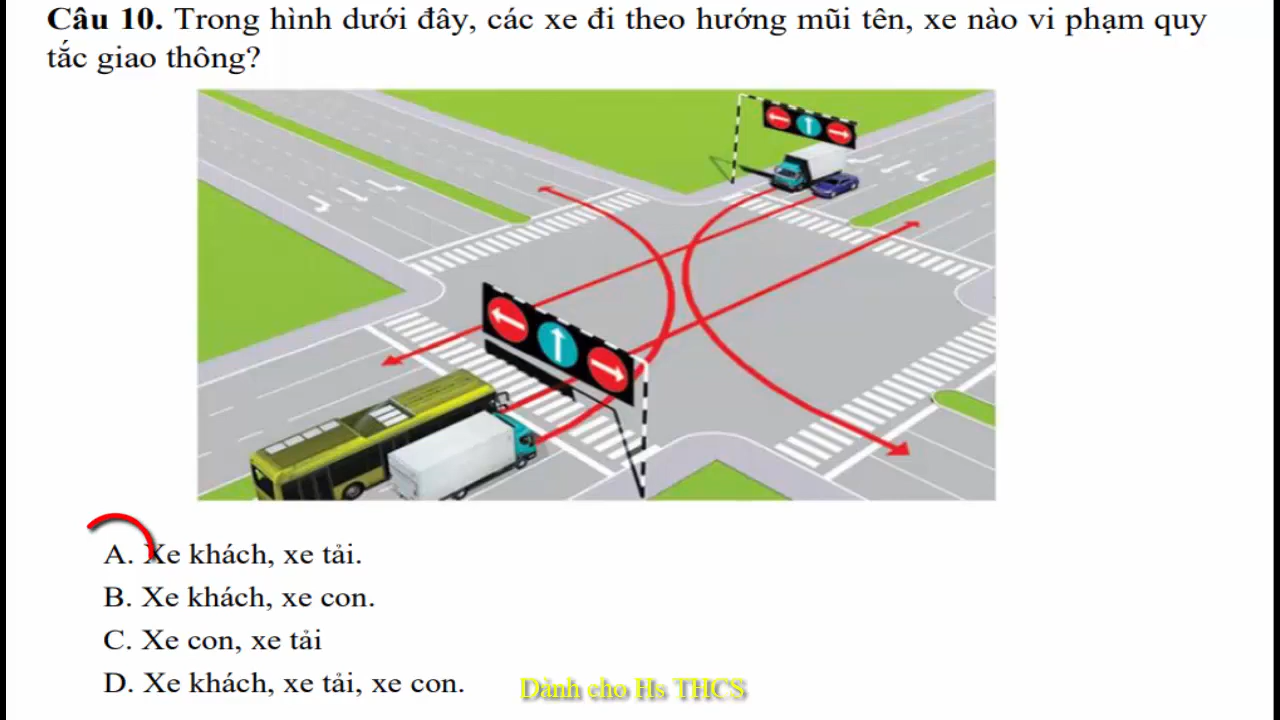 Câu 10. Trong hình dưới đây, các xe đi theo hướng mũi tên, xe nào vi phạm quy
tắc giao thông?
A. Xe khách, xe tải.
B. Xe khách, xe con.
C. Xe con, xe tải
D. Xe khách, xe tải, xe con.
Dành cho Hs THCS